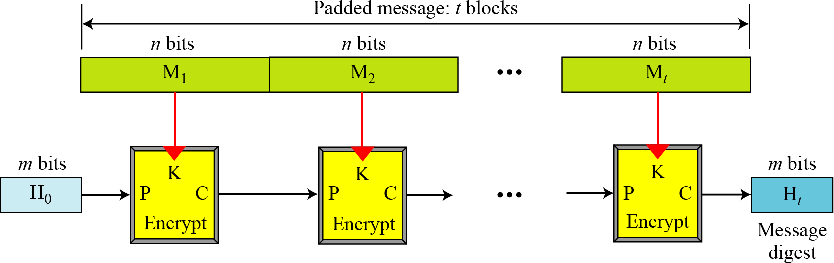 Padded message: t blocks
n bits n bits n bits
M₁ M₂ ••• Mₜ
m bits K K K m bits
H₀ P C P C ••• P C Hₜ
Encrypt Encrypt Encrypt
Message
digest